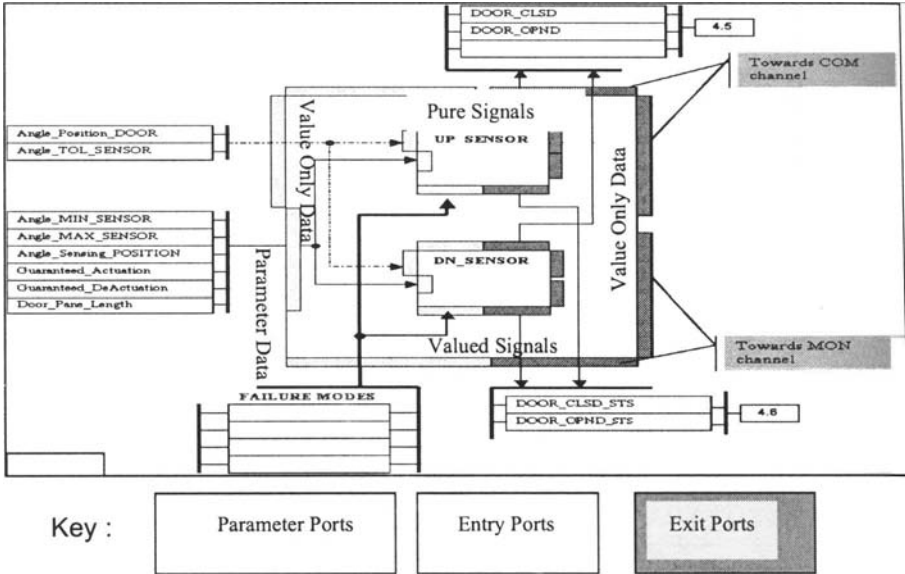 DOOR_CLSD
DOOR_OPND
4.5
Towards COM
channel
Pure Signals
UP_SENSOR
Value Only Data
Value Only Data
Angle_Position_DOOR
Angle_TOL_SENSOR
Angle_MIN_SENSOR
Angle_MAX_SENSOR
Angle_Sensing_POSITION
Guaranteed_Actuation
Guaranteed_DeActuation
Door_Pane_Length
Parameter Data
DN_SENSOR
Valued Signals
Towards MON
channel
FAILURE MODES
DOOR_CLSD_STS
DOOR_OPND_STS
4.6
Key :
Parameter Ports
Entry Ports
Exit Ports